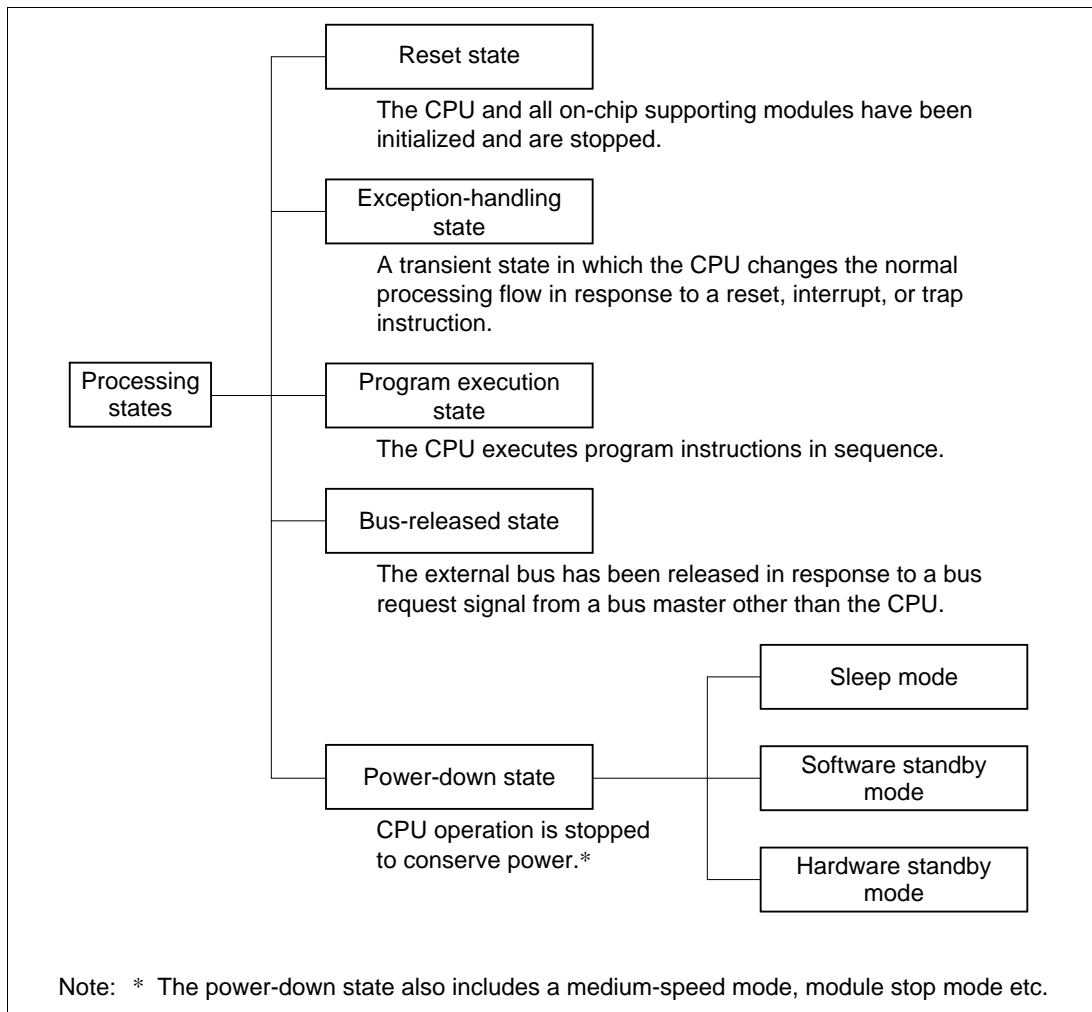 Reset state
The CPU and all on-chip supporting modules have been
initialized and are stopped.
Exception-handling
state
A transient state in which the CPU changes the normal
processing flow in response to a reset, interrupt, or trap
instruction.
Processing
states
Program execution
state
The CPU executes program instructions in sequence.
Bus-released state
The external bus has been released in response to a bus
request signal from a bus master other than the CPU.
Power-down state
CPU operation is stopped
to conserve power.*
Sleep mode
Software standby
mode
Hardware standby
mode
Note: * The power-down state also includes a medium-speed mode, module stop mode etc.